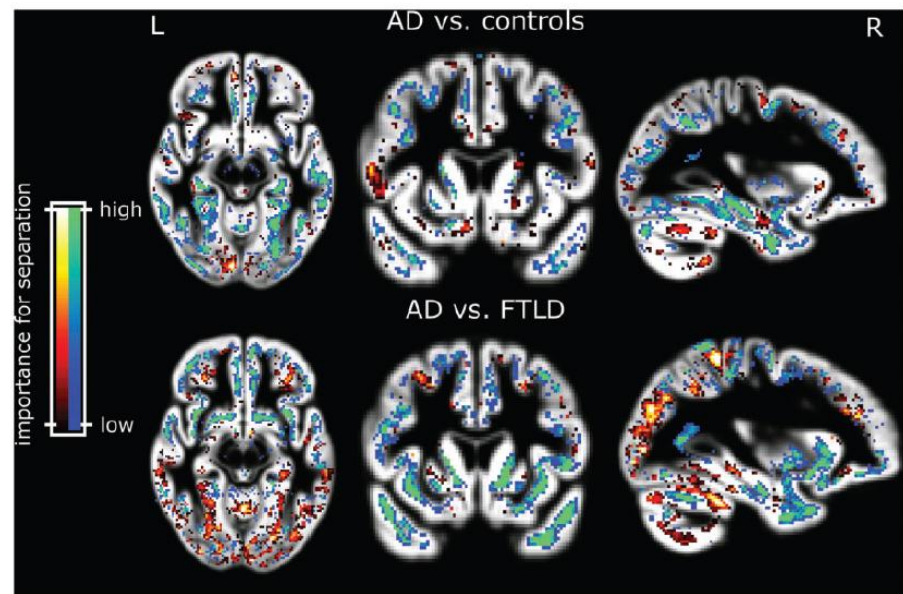 L
AD vs. controls
R
high
importance for separation
low
AD vs. FTLD